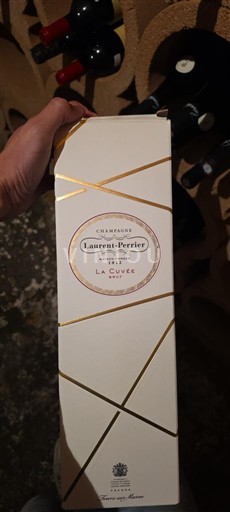 CHAMPAGNE
Laurent-Perrier
MAISON FONDÉE
1812
LA CUVÉE
BRUT
Tours-sur-Marne